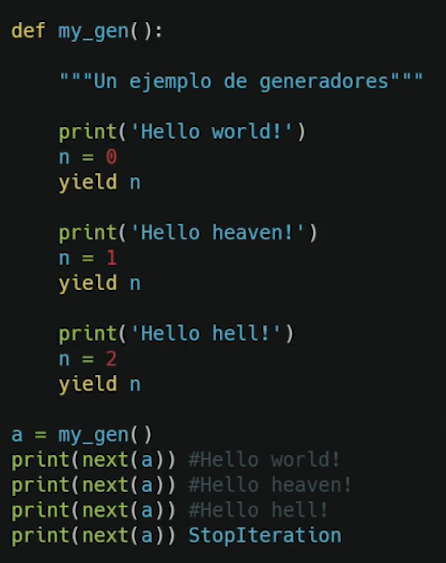 def my_gen():
"""Un ejemplo de generadores"""
print('Hello world!')
n = 0
yield n
print('Hello heaven!')
n = 1
yield n
print('Hello hell!')
n = 2
yield n
a = my_gen()
print(next(a)) #Hello world!
print(next(a)) #Hello heaven!
print(next(a)) #Hello hell!
print(next(a)) StopIteration